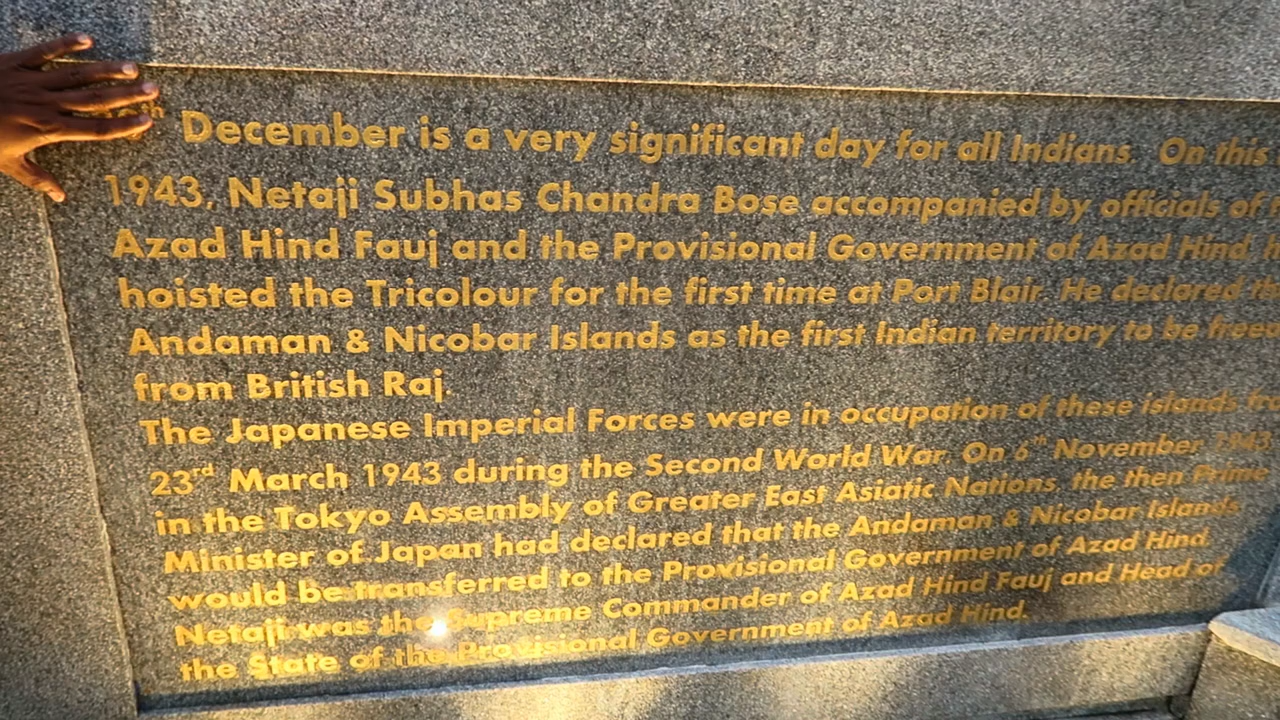 December is a very significant day for all Indians. On this
1943, Netaji Subhas Chandra Bose accompanied by officials of
Azad Hind Fauj and the Provisional Government of Azad Hind,
hoisted the Tricolour for the first time at Port Blair. He declared
Andaman & Nicobar Islands as the first Indian territory to be freed
from British Raj.
The Japanese Imperial Forces were in occupation of these islands
23rd March 1943 during the Second World War. On 6th November 1943
in the Tokyo Assembly of Greater East Asiatic Nations, the then Prime
Minister of Japan had declared that the Andaman & Nicobar Islands
would be transferred to the Provisional Government of Azad Hind.
Netaji was the Supreme Commander of Azad Hind Fauj and Head of
the State of the Provisional Government of Azad Hind.